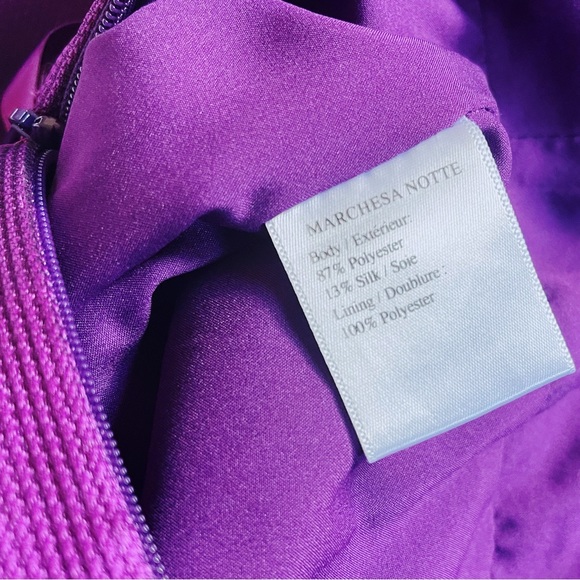 MARCHESA NOTTE
Body / Extérieur:
87% Polyester
13% Silk / Soie
Lining / Doublure :
100% Polyester